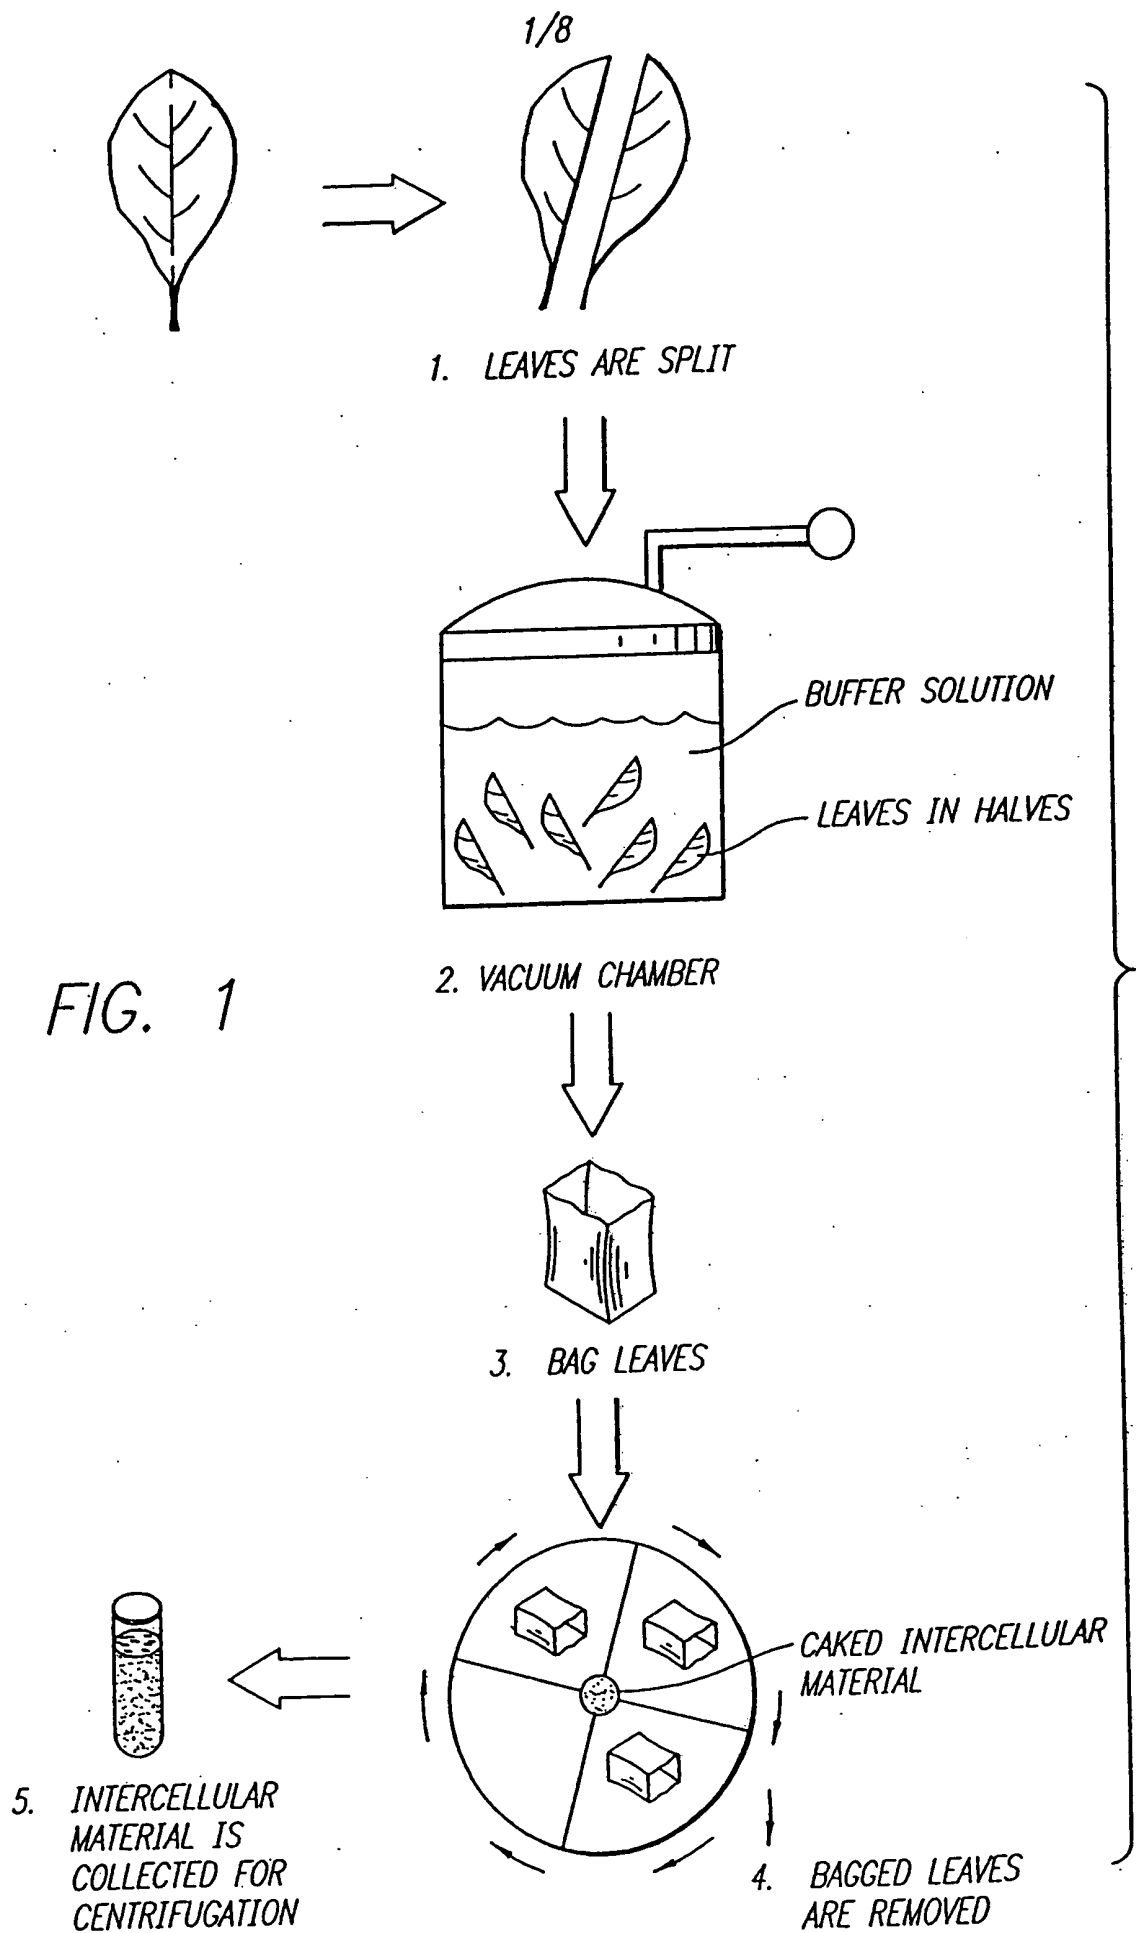 1/8
1. LEAVES ARE SPLIT
BUFFER SOLUTION
LEAVES IN HALVES
2. VACUUM CHAMBER
FIG. 1
3. BAG LEAVES
CAKED INTERCELLULAR
MATERIAL
4. BAGGED LEAVES
ARE REMOVED
5. INTERCELLULAR
MATERIAL IS
COLLECTED FOR
CENTRIFUGATION